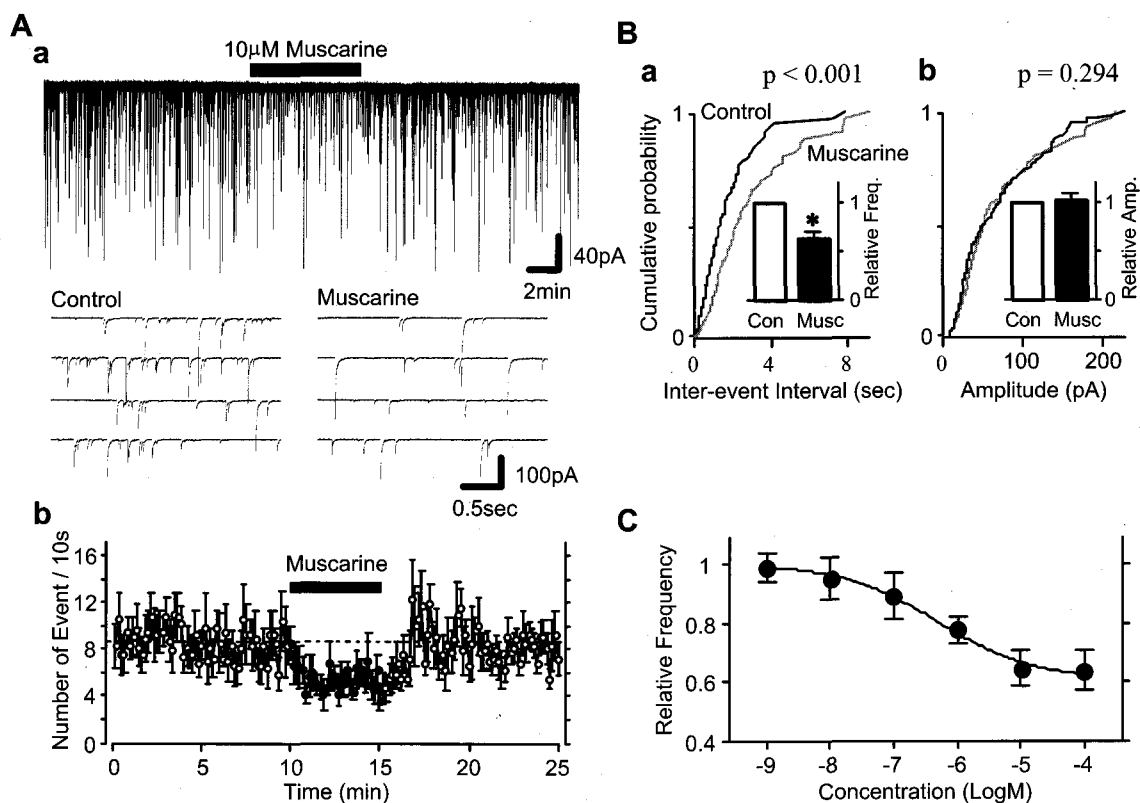 A
a
10μM Muscarine
40pA
2min
Control
Muscarine
100pA
0.5sec
b
Number of Event / 10s
16
12
8
4
0
Muscarine
0 5 10 15 20 25
Time (min)
B
a
p < 0.001
Cumulative probability
1
0
Control
Muscarine
*
1
0
Relative Freq.
Con Musc
0 4 8
Inter-event Interval (sec)
b
p = 0.294
1
0
1
0
Relative Amp.
Con Musc
100 200
Amplitude (pA)
C
Relative Frequency
1
0.8
0.6
0.4
-9 -8 -7 -6 -5 -4
Concentration (LogM)